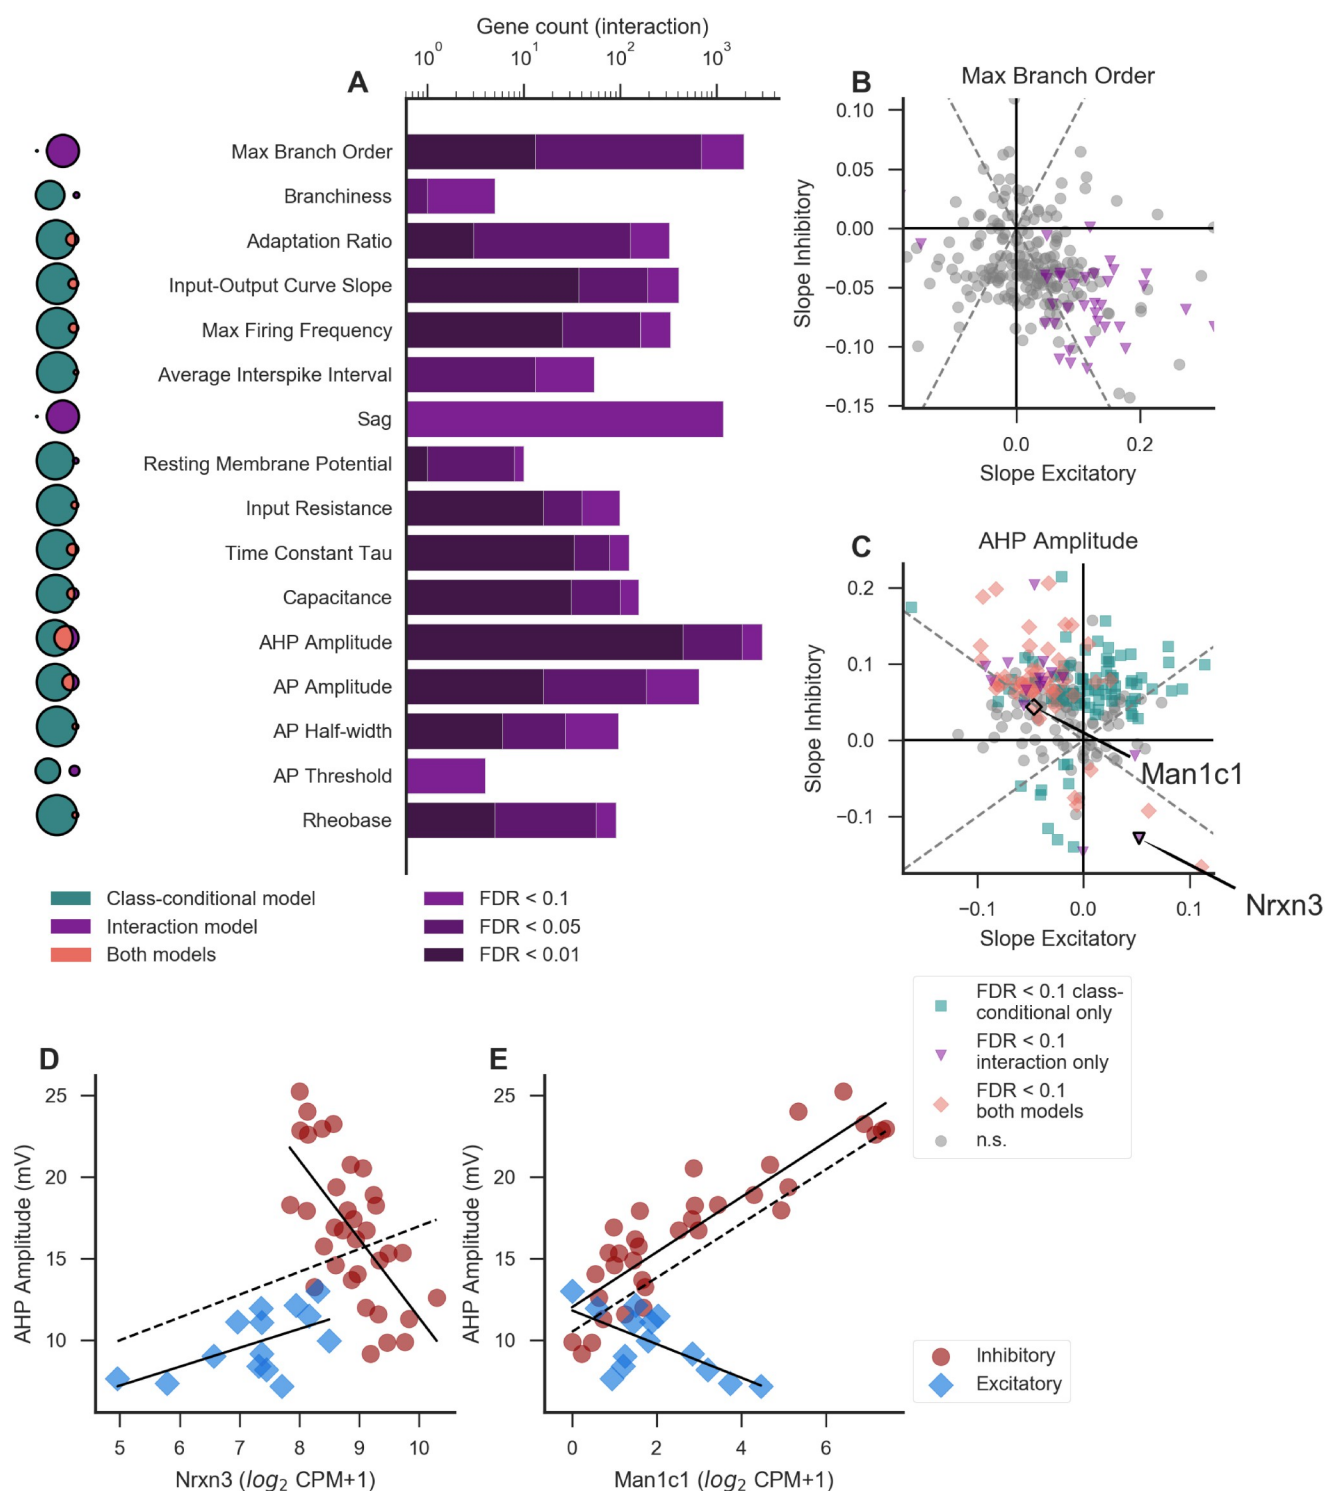 Gene count (interaction)
10^0 10^1 10^2 10^3
A
Max Branch Order
Branchiness
Adaptation Ratio
Input-Output Curve Slope
Max Firing Frequency
Average Interspike Interval
Sag
Resting Membrane Potential
Input Resistance
Time Constant Tau
Capacitance
AHP Amplitude
AP Amplitude
AP Half-width
AP Threshold
Rheobase
Class-conditional model
Interaction model
Both models
FDR < 0.1
FDR < 0.05
FDR < 0.01
B
Max Branch Order
0.10
0.05
0.00
−0.05
−0.10
−0.15
Slope Inhibitory
0.0 0.2
Slope Excitatory
C
AHP Amplitude
0.2
0.1
0.0
−0.1
Slope Inhibitory
Man1c1
Nrxn3
−0.1 0.0 0.1
Slope Excitatory
FDR < 0.1 class-
conditional only
FDR < 0.1
interaction only
FDR < 0.1
both models
n.s.
D
25
20
15
10
AHP Amplitude (mV)
5 6 7 8 9 10
Nrxn3 (log₂ CPM+1)
E
25
20
15
10
AHP Amplitude (mV)
0 2 4 6
Man1c1 (log₂ CPM+1)
Inhibitory
Excitatory